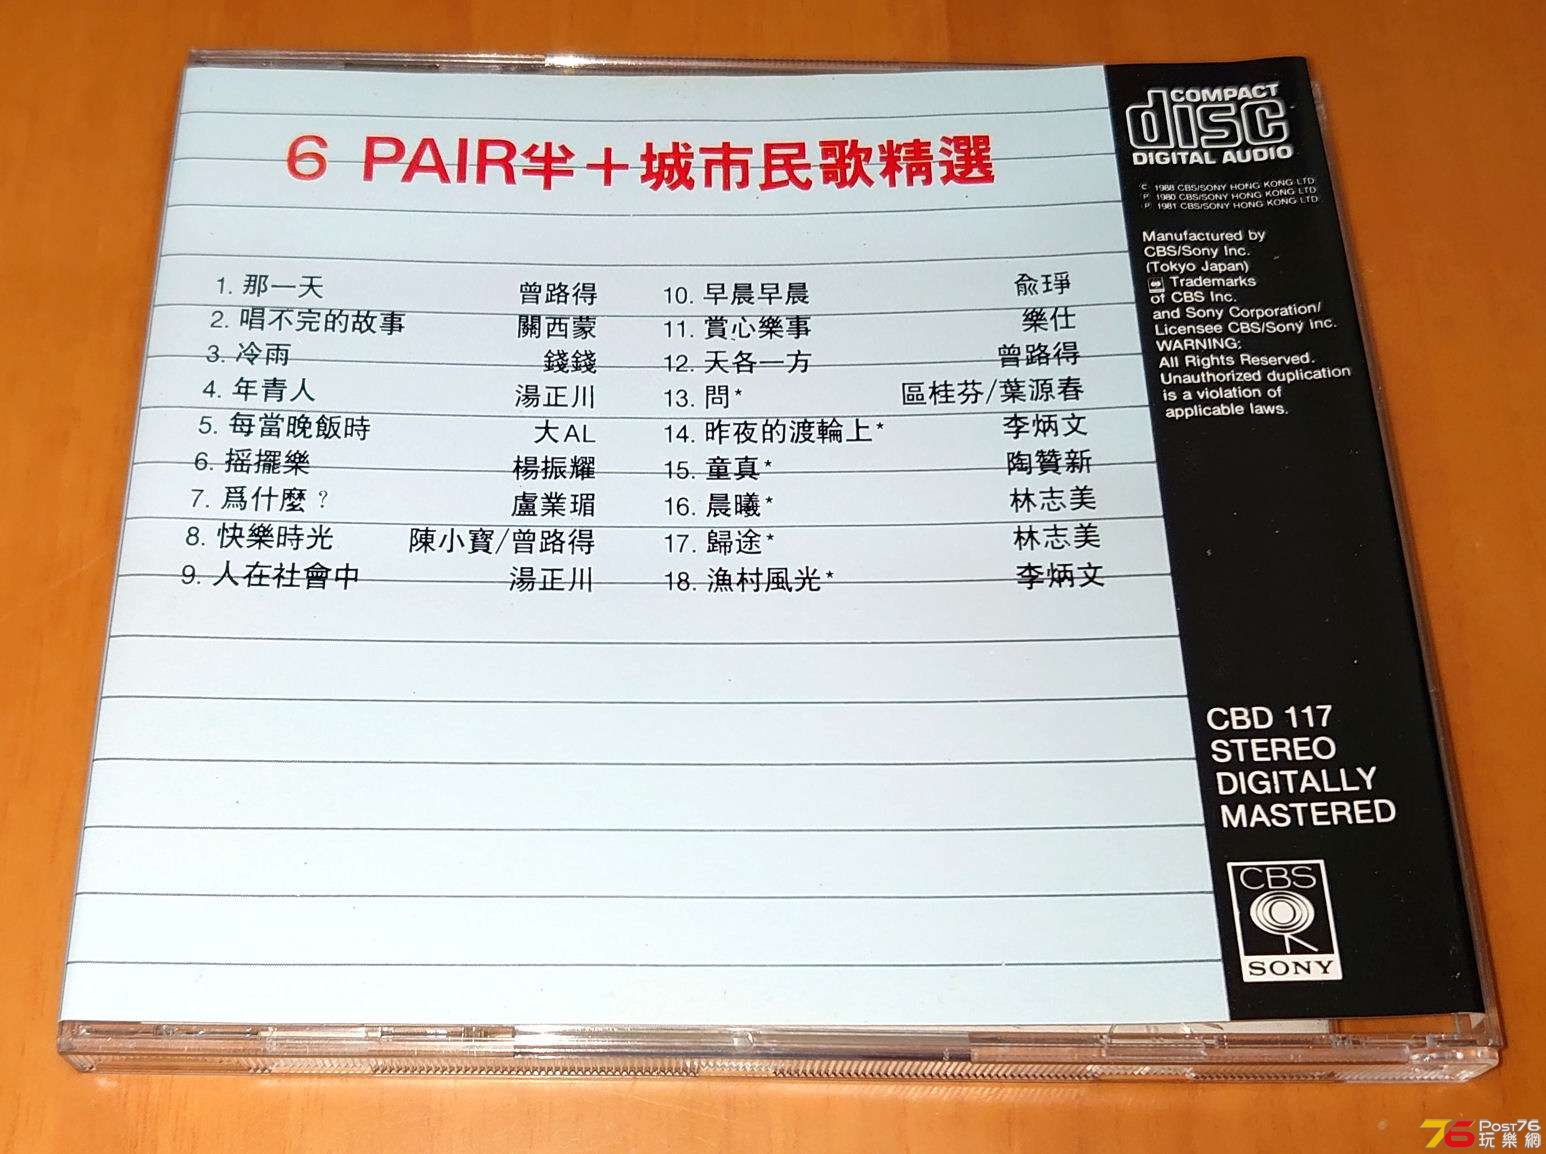 6 PAIR半+城市民歌精選
1. 那一天 曾路得
2. 唱不完的故事 關西蒙
3. 冷雨 錢錢
4. 年青人 湯正川
5. 每當晚飯時 大AL
6. 摇擺樂 楊振耀
7. 爲什麼? 盧業瑂
8. 快樂時光 陳小寶/曾路得
9. 人在社會中 湯正川
10. 早晨早晨 俞琤
11. 賞心樂事 樂仕
12. 天各一方 曾路得
13. 問* 區桂芬/葉源春
14. 昨夜的渡輪上* 李炳文
15. 童真* 陶贊新
16. 晨曦* 林志美
17. 歸途* 林志美
18. 漁村風光* 李炳文
COMPACT
disc
DIGITAL AUDIO
C 1988 CBS/SONY HONG KONG LTD
P 1980 CBS/SONY HONG KONG LTD
P 1981 CBS/SONY HONG KONG LTD
Manufactured by
CBS/Sony Inc.
(Tokyo Japan)
Trademarks
of CBS Inc.
and Sony Corporation/
Licensee CBS/Sony Inc.
WARNING:
All Rights Reserved.
Unauthorized duplication
is a violation of
applicable laws.
CBD 117
STEREO
DIGITALLY
MASTERED
CBS
SONY
76 POST76
玩樂網